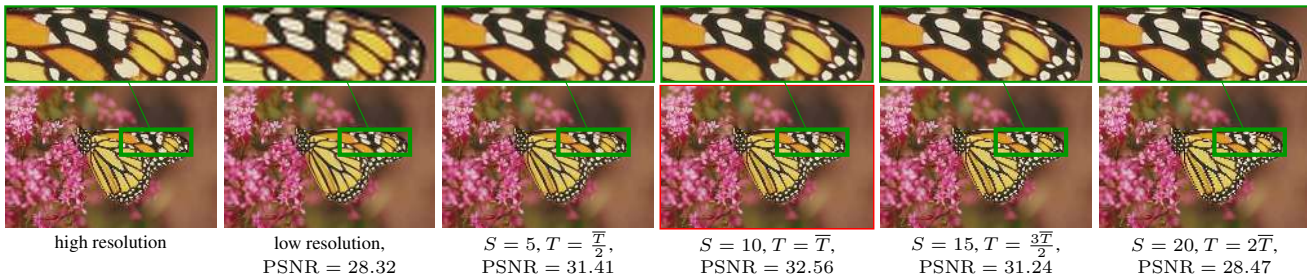 high resolution
low resolution,
PSNR = 28.32
S = 5, T = T̅/2,
PSNR = 31.41
S = 10, T = T̅,
PSNR = 32.56
S = 15, T = 3T̅/2,
PSNR = 31.24
S = 20, T = 2T̅,
PSNR = 28.47